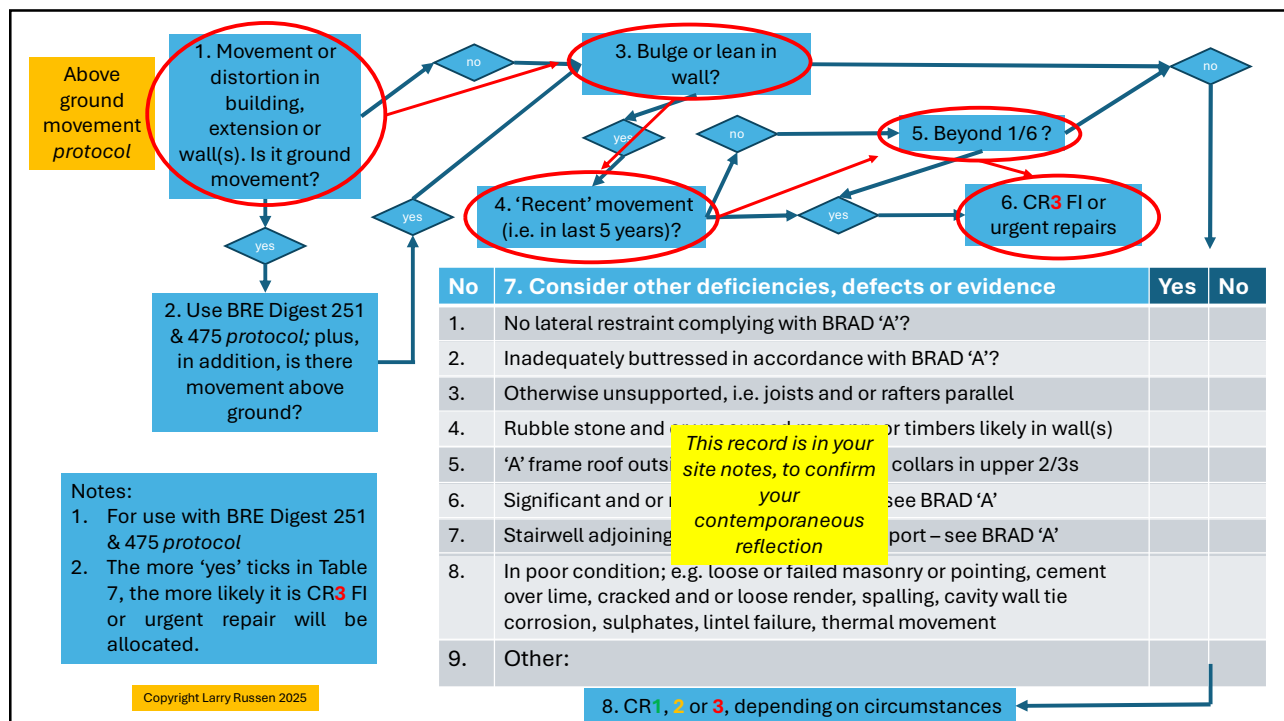 Above
ground
movement
protocol
1. Movement or
distortion in
building,
extension or
wall(s). Is it ground
movement?
no
3. Bulge or lean in
wall?
no
yes
no
5. Beyond 1/6 ?
4. ‘Recent’ movement
(i.e. in last 5 years)?
yes
6. CR3 FI or
urgent repairs
yes
yes
2. Use BRE Digest 251
& 475 protocol; plus,
in addition, is there
movement above
ground?
No 7. Consider other deficiencies, defects or evidence Yes No
1. No lateral restraint complying with BRAD ‘A’?
2. Inadequately buttressed in accordance with BRAD ‘A’?
3. Otherwise unsupported, i.e. joists and or rafters parallel
4. Rubble stone and or uncoursed masonry or timbers likely in wall(s)
5. ‘A’ frame roof collars in upper 2/3s
6. Significant and or see BRAD ‘A’
7. Stairwell adjoining – see BRAD ‘A’
8. In poor condition; e.g. loose or failed masonry or pointing, cement
over lime, cracked and or loose render, spalling, cavity wall tie
corrosion, sulphates, lintel failure, thermal movement
9. Other:
This record is in your
site notes, to confirm
your
contemporaneous
reflection
Notes:
1. For use with BRE Digest 251
& 475 protocol
2. The more ‘yes’ ticks in Table
7, the more likely it is CR3 FI
or urgent repair will be
allocated.
Copyright Larry Russen 2025
8. CR1, 2 or 3, depending on circumstances